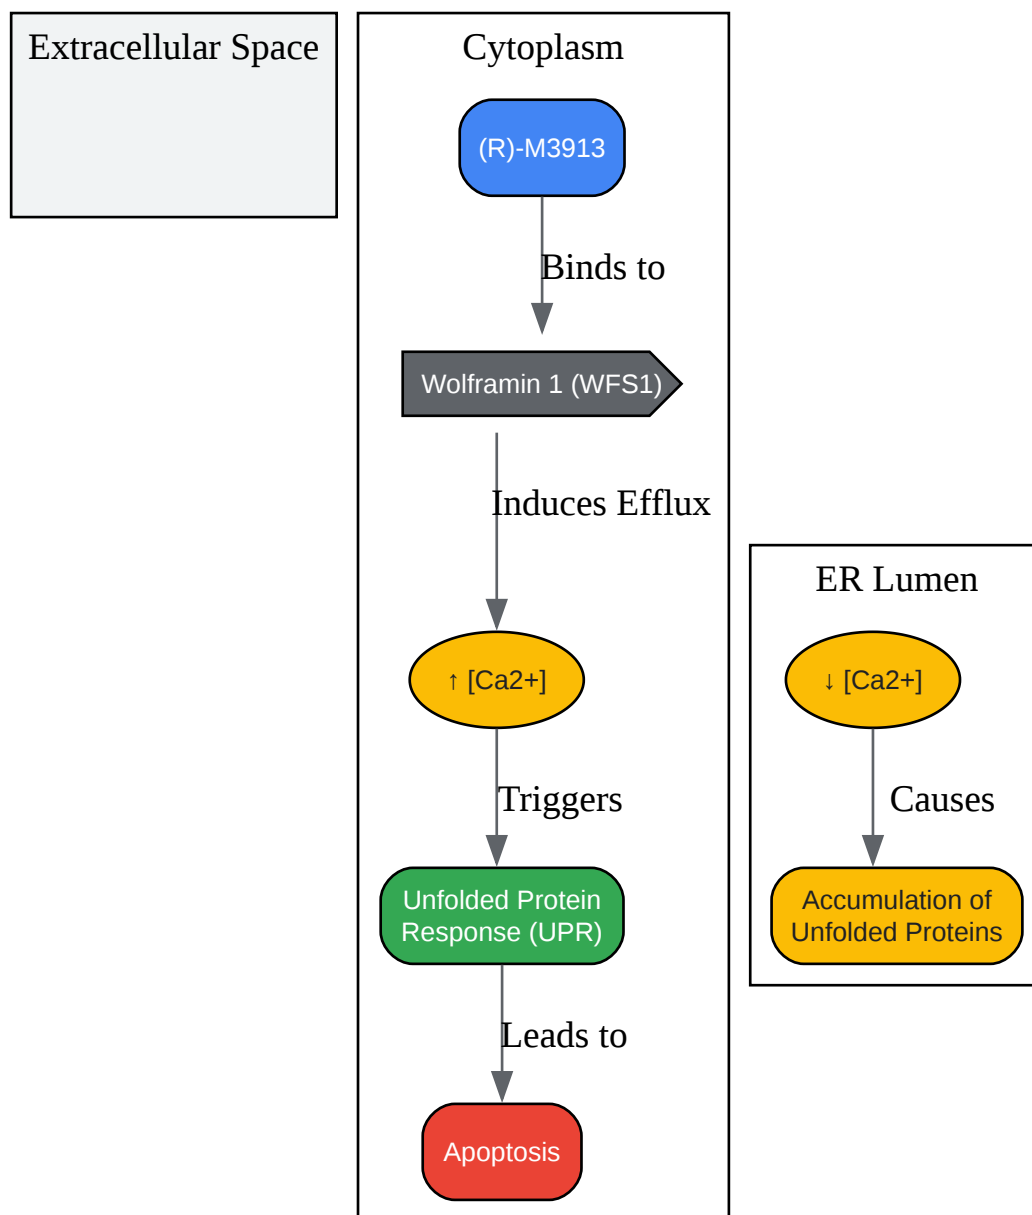 Extracellular Space
Cytoplasm
(R)-M3913
Binds to
Wolframin 1 (WFS1)
Induces Efflux
↑ [Ca2+]
Triggers
Unfolded Protein
Response (UPR)
Leads to
Apoptosis
ER Lumen
↓ [Ca2+]
Causes
Accumulation of
Unfolded Proteins